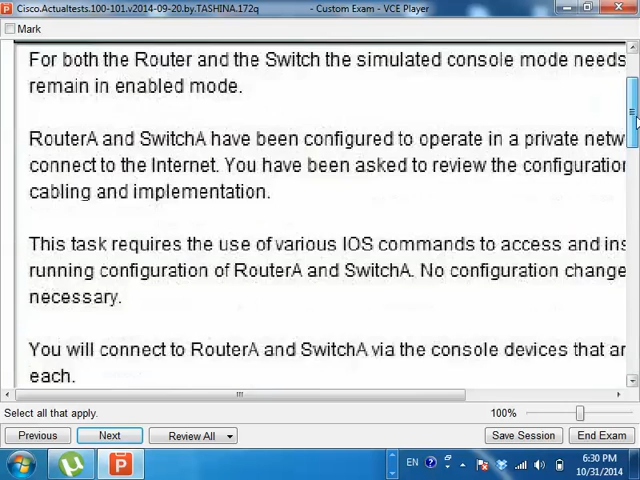 Cisco.Actualtests.100-101.v2014-09-20.by.TASHINA.172q - Custom Exam - VCE Player
Mark
For both the Router and the Switch the simulated console mode needs
remain in enabled mode.
RouterA and SwitchA have been configured to operate in a private netw
connect to the Internet. You have been asked to review the configuration
cabling and implementation.
This task requires the use of various IOS commands to access and ins
running configuration of RouterA and SwitchA. No configuration change
necessary.
You will connect to RouterA and SwitchA via the console devices that ar
each.
Select all that apply.
100%
Previous
Next
Review All
Save Session
End Exam
EN
6:30 PM
10/31/2014